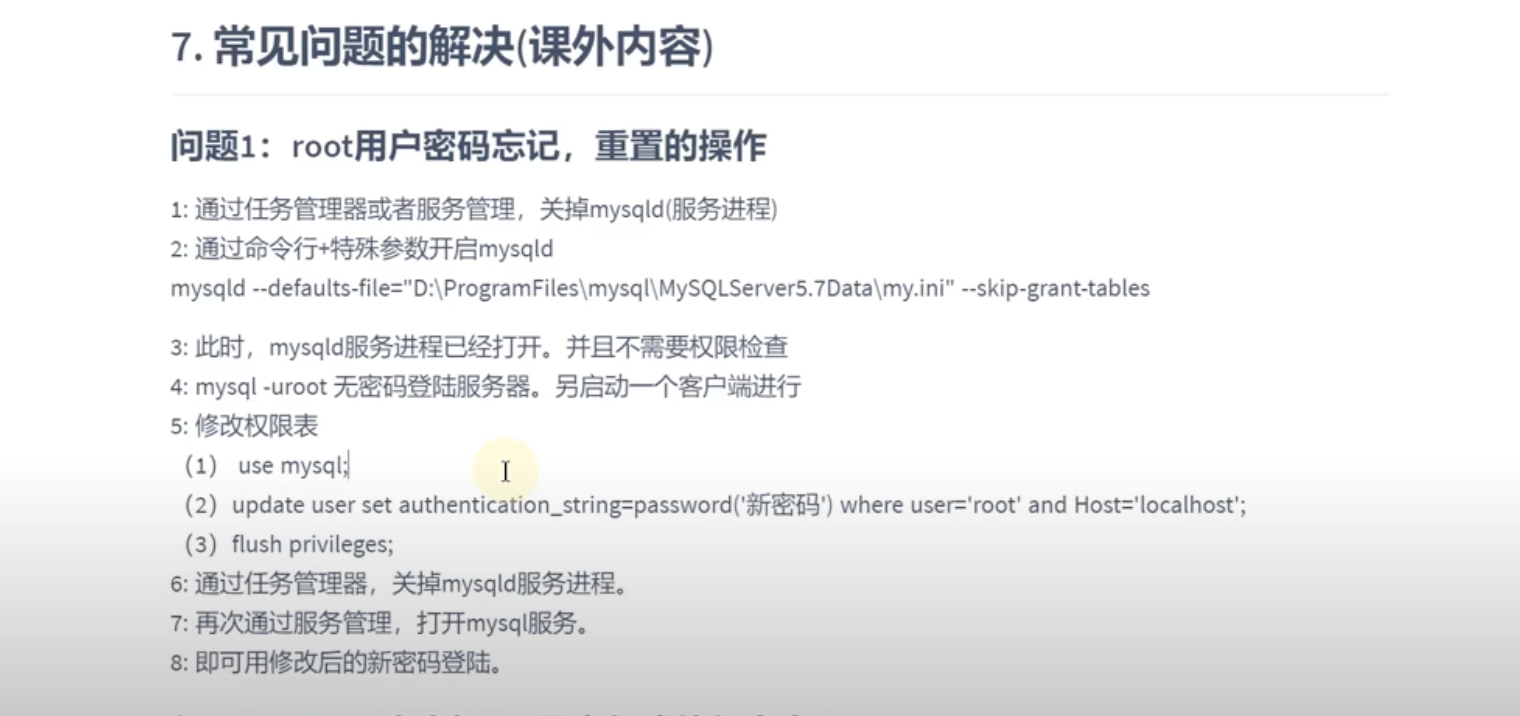 7. 常见问题的解决(课外内容)
问题1：root用户密码忘记，重置的操作
1: 通过任务管理器或者服务管理，关掉mysqld(服务进程)
2: 通过命令行+特殊参数开启mysqld
mysqld --defaults-file="D:\ProgramFiles\mysql\MySQLServer5.7Data\my.ini" --skip-grant-tables
3: 此时，mysqld服务进程已经打开。并且不需要权限检查
4: mysql -uroot 无密码登陆服务器。另启动一个客户端进行
5: 修改权限表
（1） use mysql;
（2）update user set authentication_string=password('新密码') where user='root' and Host='localhost';
（3）flush privileges;
6: 通过任务管理器，关掉mysqld服务进程。
7: 再次通过服务管理，打开mysql服务。
8: 即可用修改后的新密码登陆。